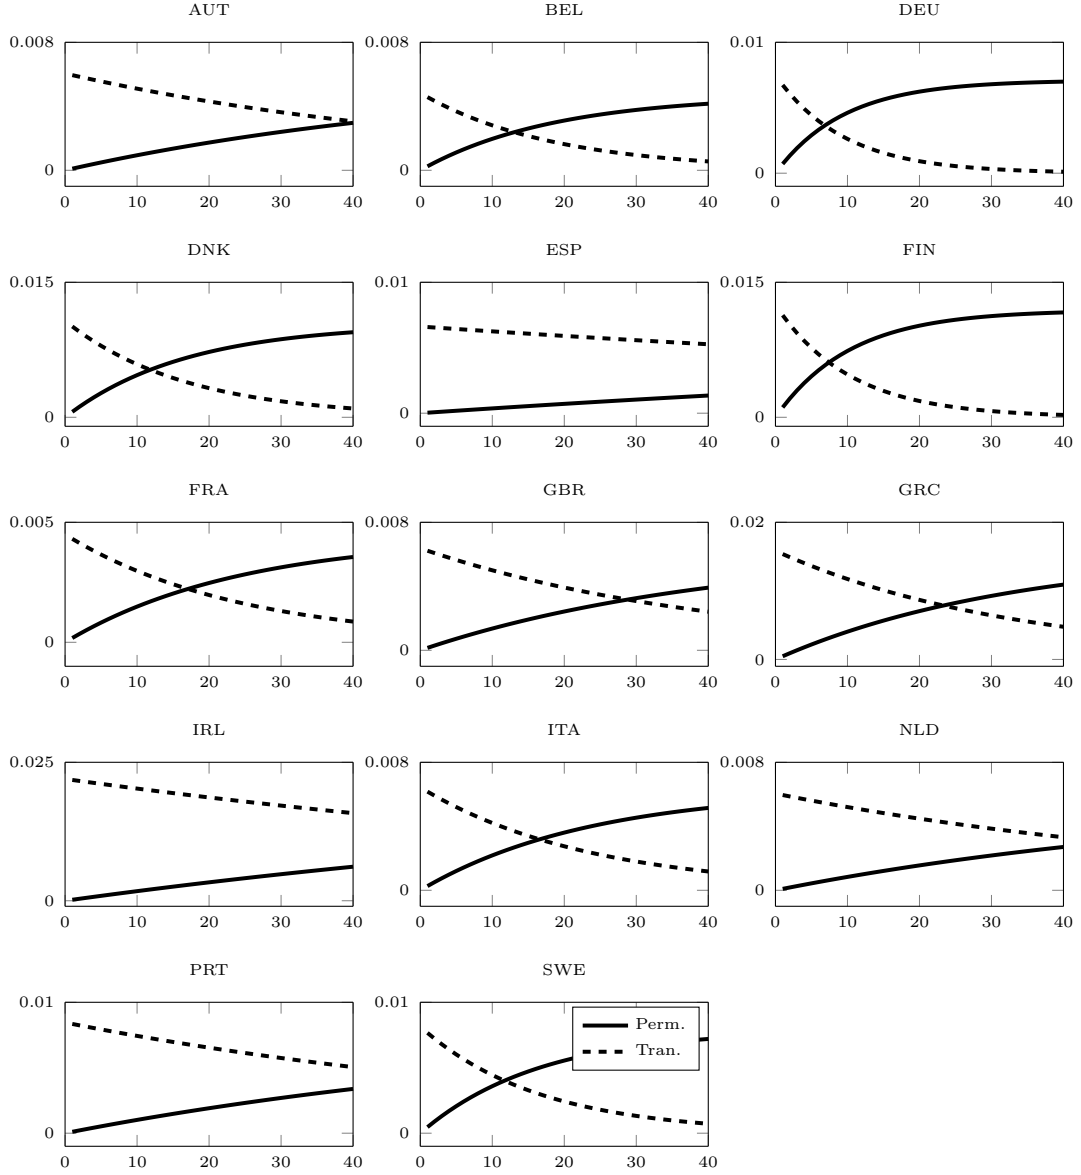 AUT BEL DEU
0.008 0.008 0.01
0 0 0
0 10 20 30 40 0 10 20 30 40 0 10 20 30 40
DNK ESP FIN
0.015 0.01 0.015
0 0 0
0 10 20 30 40 0 10 20 30 40 0 10 20 30 40
FRA GBR GRC
0.005 0.008 0.02
0 0 0
0 10 20 30 40 0 10 20 30 40 0 10 20 30 40
IRL ITA NLD
0.025 0.008 0.008
0 0 0
0 10 20 30 40 0 10 20 30 40 0 10 20 30 40
PRT SWE
0.01 0.01
Perm.
Tran.
0 0
0 10 20 30 40 0 10 20 30 40